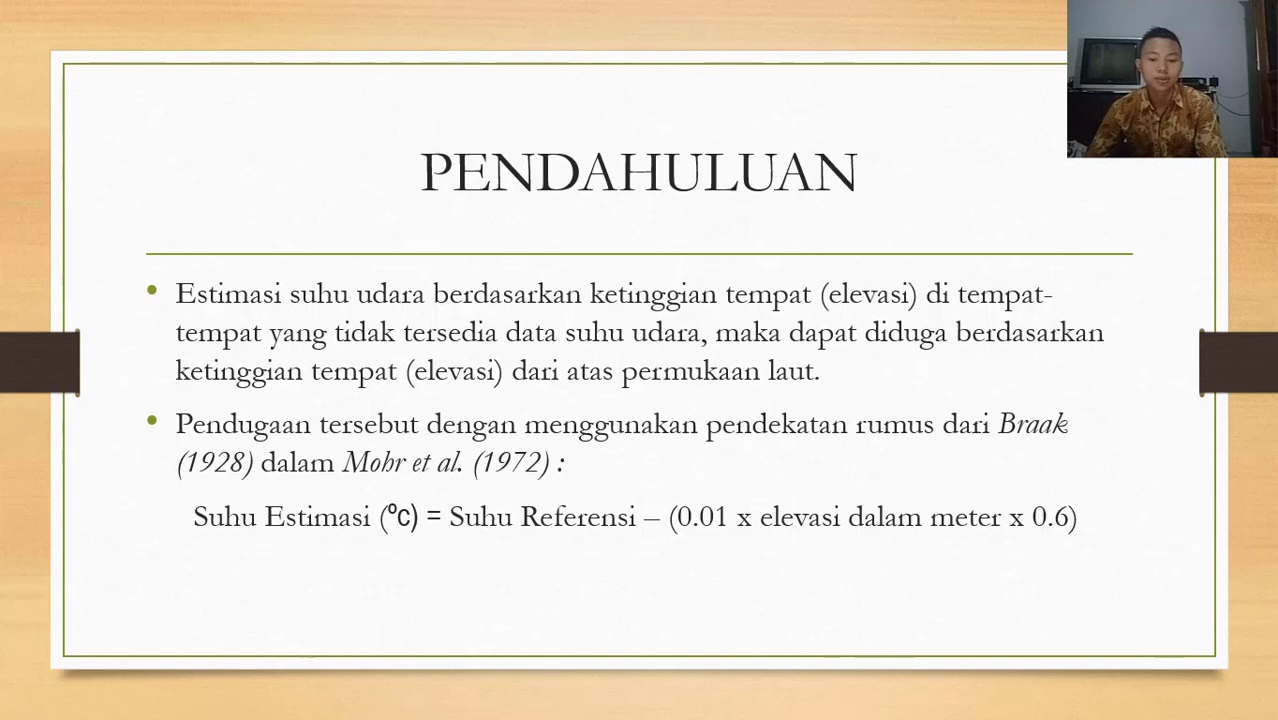 PENDAHULUAN
• Estimasi suhu udara berdasarkan ketinggian tempat (elevasi) di tempat-
tempat yang tidak tersedia data suhu udara, maka dapat diduga berdasarkan
ketinggian tempat (elevasi) dari atas permukaan laut.
• Pendugaan tersebut dengan menggunakan pendekatan rumus dari Braak
(1928) dalam Mohr et al. (1972) :
Suhu Estimasi (⁰c) = Suhu Referensi – (0.01 x elevasi dalam meter x 0.6)